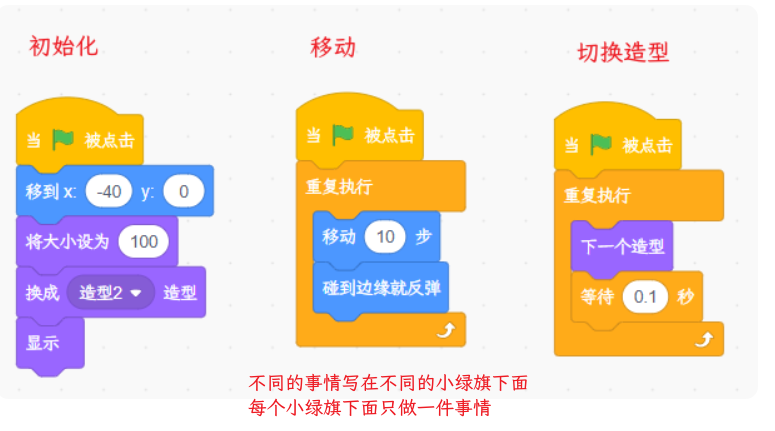 初始化
移动
切换造型
当 被点击
移到 x: -40 y: 0
将大小设为 100
换成 造型2 造型
显示
当 被点击
重复执行
移动 10 步
碰到边缘就反弹
当 被点击
重复执行
下一个造型
等待 0.1 秒
不同的事情写在不同的小绿旗下面
每个小绿旗下面只做一件事情